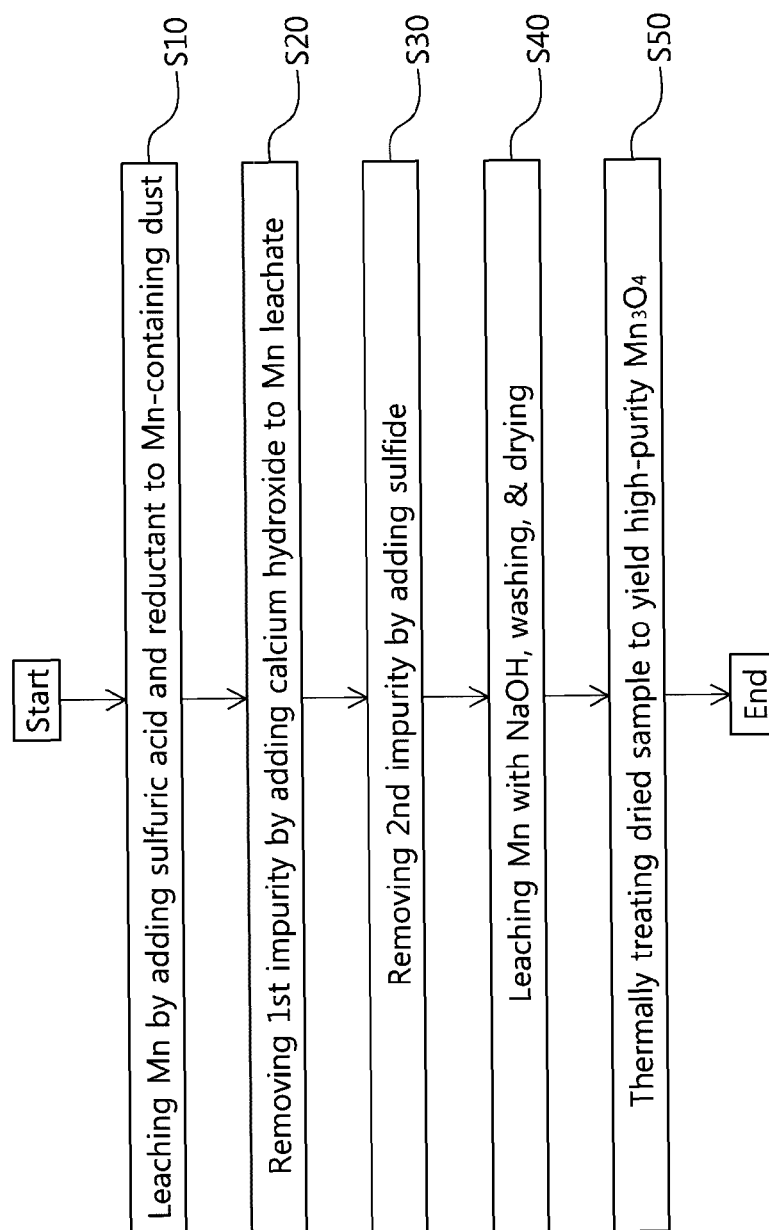 Start
Leaching Mn by adding sulfuric acid and reductant to Mn-containing dust
S10
Removing 1st impurity by adding calcium hydroxide to Mn leachate
S20
Removing 2nd impurity by adding sulfide
S30
Leaching Mn with NaOH, washing, & drying
S40
Thermally treating dried sample to yield high-purity Mn₃O₄
S50
End